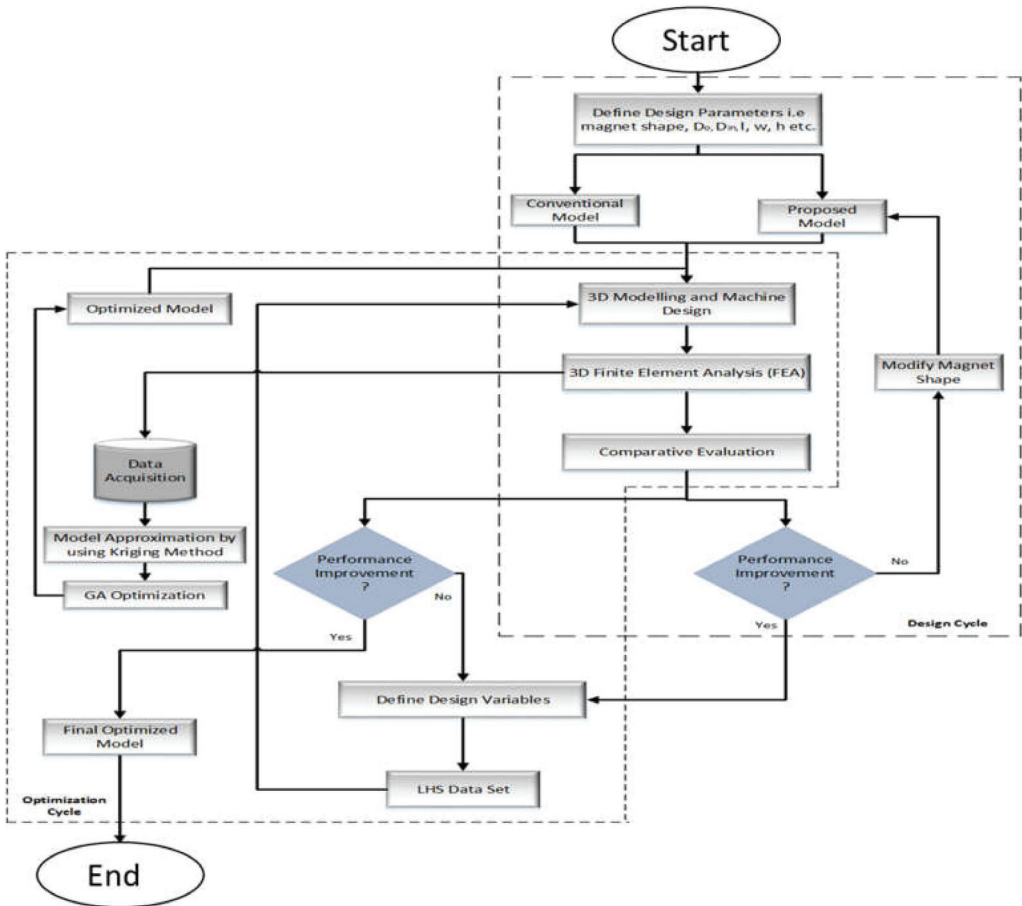 Start
Define Design Parameters i.e
magnet shape, Do, Din, l, w, h etc.
Conventional
Model
Proposed
Model
Optimized Model
3D Modelling and Machine
Design
3D Finite Element Analysis (FEA)
Modify Magnet
Shape
Data
Acquisition
Comparative Evaluation
Model Approximation by
using Kriging Method
GA Optimization
Performance
Improvement
?
No
Yes
Performance
Improvement
?
No
Yes
Design Cycle
Define Design Variables
Final Optimized
Model
LHS Data Set
Optimization
Cycle
End